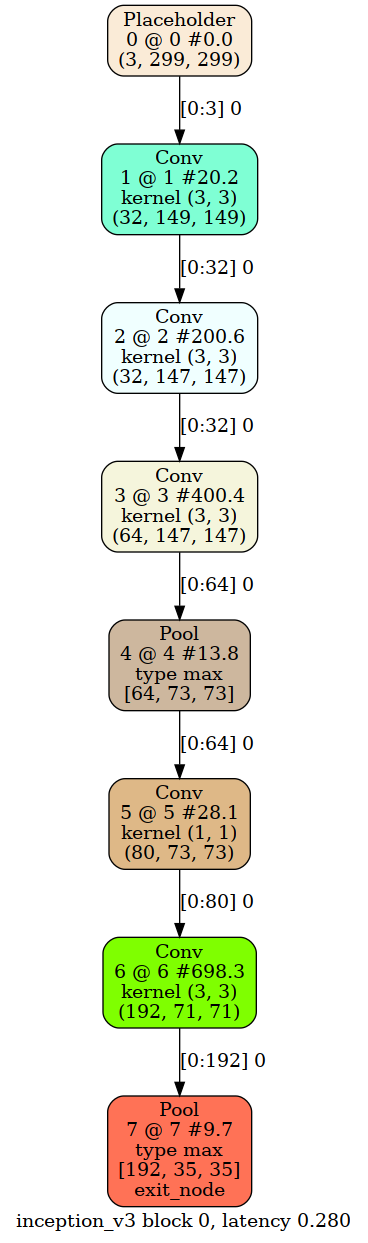 Placeholder
0 @ 0 #0.0
(3, 299, 299)
[0:3] 0
Conv
1 @ 1 #20.2
kernel (3, 3)
(32, 149, 149)
[0:32] 0
Conv
2 @ 2 #200.6
kernel (3, 3)
(32, 147, 147)
[0:32] 0
Conv
3 @ 3 #400.4
kernel (3, 3)
(64, 147, 147)
[0:64] 0
Pool
4 @ 4 #13.8
type max
[64, 73, 73]
[0:64] 0
Conv
5 @ 5 #28.1
kernel (1, 1)
(80, 73, 73)
[0:80] 0
Conv
6 @ 6 #698.3
kernel (3, 3)
(192, 71, 71)
[0:192] 0
Pool
7 @ 7 #9.7
type max
[192, 35, 35]
exit_node
inception_v3 block 0, latency 0.280